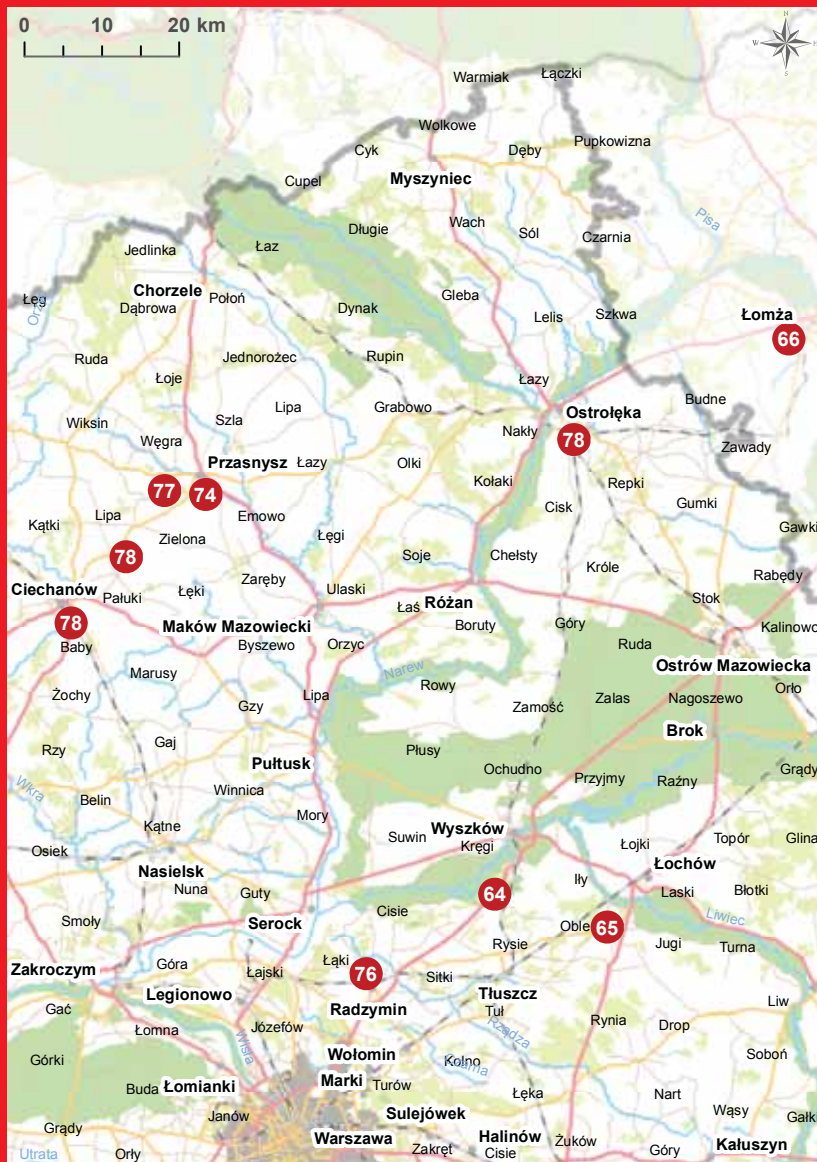 0 10 20 km
N
W E
S
Warmiak Łączki
Wolkowe
Cyk Dęby Pupkowizna
Cupel Myszyniec
Długie Wach Sól Pisa
Czarnia
Jedlinka Łaz
Chorzele Połoń Gleba
Łęg Dąbrowa Dynak Lelis Szkwa Łomża
66
Ruda Jednorożec Rupin
Łoje Łazy
Lipa Grabowo Budne
Wiksin Szla Ostrołęka
Węgra Nakły 78 Zawady
Przasnysz Łazy Olki
77 74 Kołaki Repki
Lipa Emowo Cisk Gumki
Kątki Zielona Łęgi Gawki
78 Soje Chełsty
Króle Rabędy
Ciechanów Zaręby Ulaski
Pałuki Łęki Łaś Różan Stok
78 Maków Mazowiecki Boruty Góry Kalinowo
Baby Byszewo Orzyc Ruda
Marusy Narew Ostrów Mazowiecka
Żochy Lipa Rowy Zalas Nagoszewo Orło
Gzy Zamość
Rzy Gaj Brok
Pułtusk Płusy Ochudno
Wkra Winnica Przyjmy Raźny Grądy
Belin Mory
Kątne Suwin Wyszków Topór Glina
Osiek Kręgi Łojki
Nasielsk Łochów
Nuna Guty 64 Iły Laski Błotki
Smoły Serock Cisie Oble 65 Liwiec
Rysie Jugi Turna
Zakroczym Góra Łajski Łąki 76 Sitki
Legionowo Radzymin Tłuszcz Liw
Gać Tuł Rynia
Łomna Józefów Rządza Drop
Wisła Wołomin
Górki Kolno Soboń
Buda Łomianki Marki Turów Łęka Nart
Janów Sulejówek Wąsy Gałk
Grądy Warszawa Halinów Żuków
Utrata Orły Zakręt Cisie Góry Kałuszyn